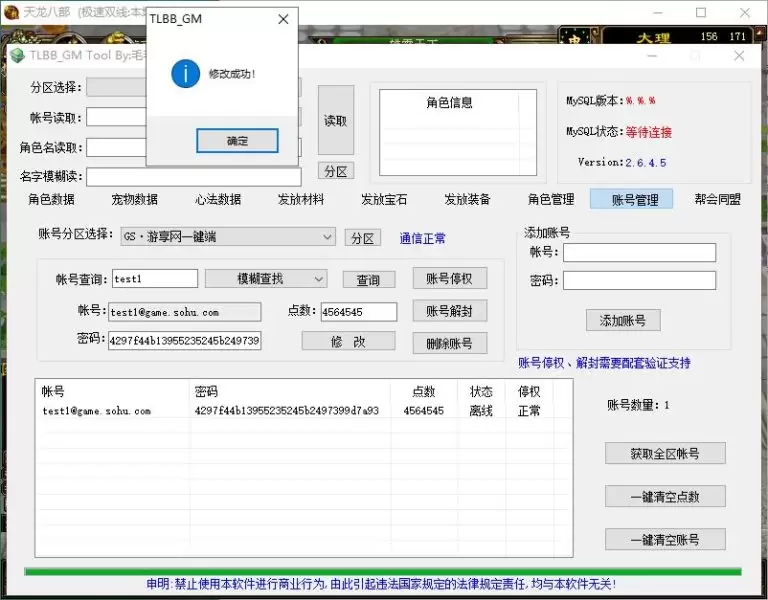 天龙八部 (极速双线:本
TLBB_GM
大理 156 171
TLBB_GM Tool By:毛
修改成功!
确定
分区选择:
帐号读取:
角色名读取:
名字模糊读:
读取
分区
角色信息
MySQL版本:%.%.%
MySQL状态:等待连接
Version:2.6.4.5
角色数据 宠物数据 心法数据 发放材料 发放宝石 发放装备 角色管理 账号管理 帮会同盟
账号分区选择: GS·游享网一键端 分区 通信正常
帐号查询: test1 模糊查找 查询 账号停权
帐号: test1@game.sohu.com 点数: 4564545 账号解封
密码: 4297f44b13955235245b249739 修 改 删除账号
添加账号
帐号:
密码:
添加账号
账号停权、解封需要配套验证支持
帐号 密码 点数 状态 停权
test1@game.sohu.com 4297f44b13955235245b2497399d7a93 4564545 离线 正常
账号数量: 1
获取全区帐号
一键清空点数
一键清空账号
申明:禁止使用本软件进行商业行为,由此引起违法国家规定的法律规定责任,均与本软件无关!